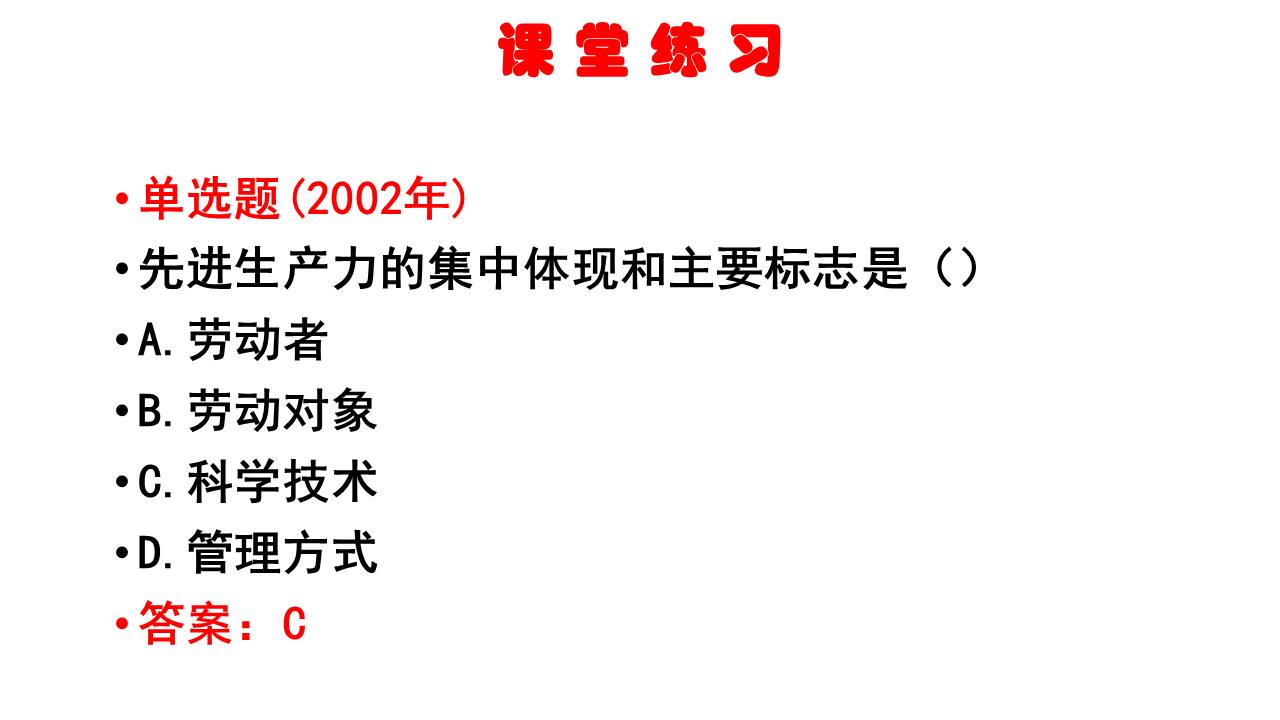 课堂练习
•单选题(2002年)
•先进生产力的集中体现和主要标志是（）
•A.劳动者
•B.劳动对象
•C.科学技术
•D.管理方式
•答案：C